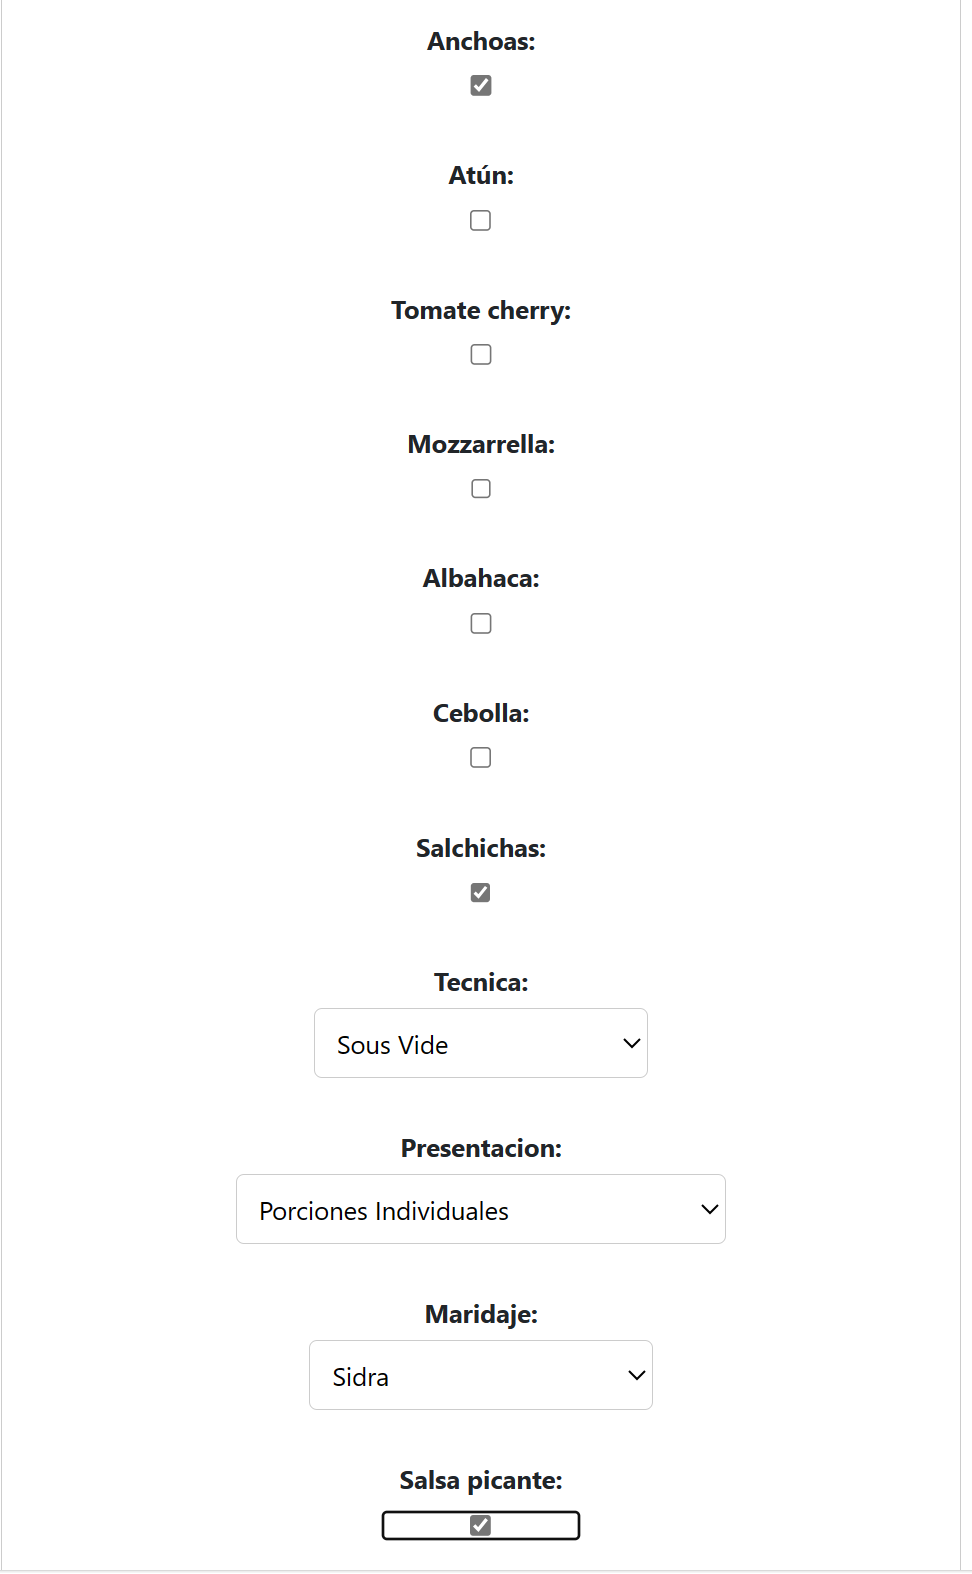 Anchoas:
Atún:
Tomate cherry:
Mozzarrella:
Albahaca:
Cebolla:
Salchichas:
Tecnica:
Sous Vide
Presentacion:
Porciones Individuales
Maridaje:
Sidra
Salsa picante: